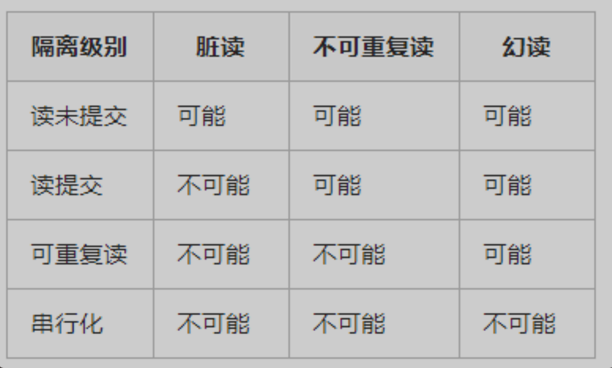 隔离级别 脏读 不可重复读 幻读
读未提交 可能 可能 可能
读提交 不可能 可能 可能
可重复读 不可能 不可能 可能
串行化 不可能 不可能 不可能